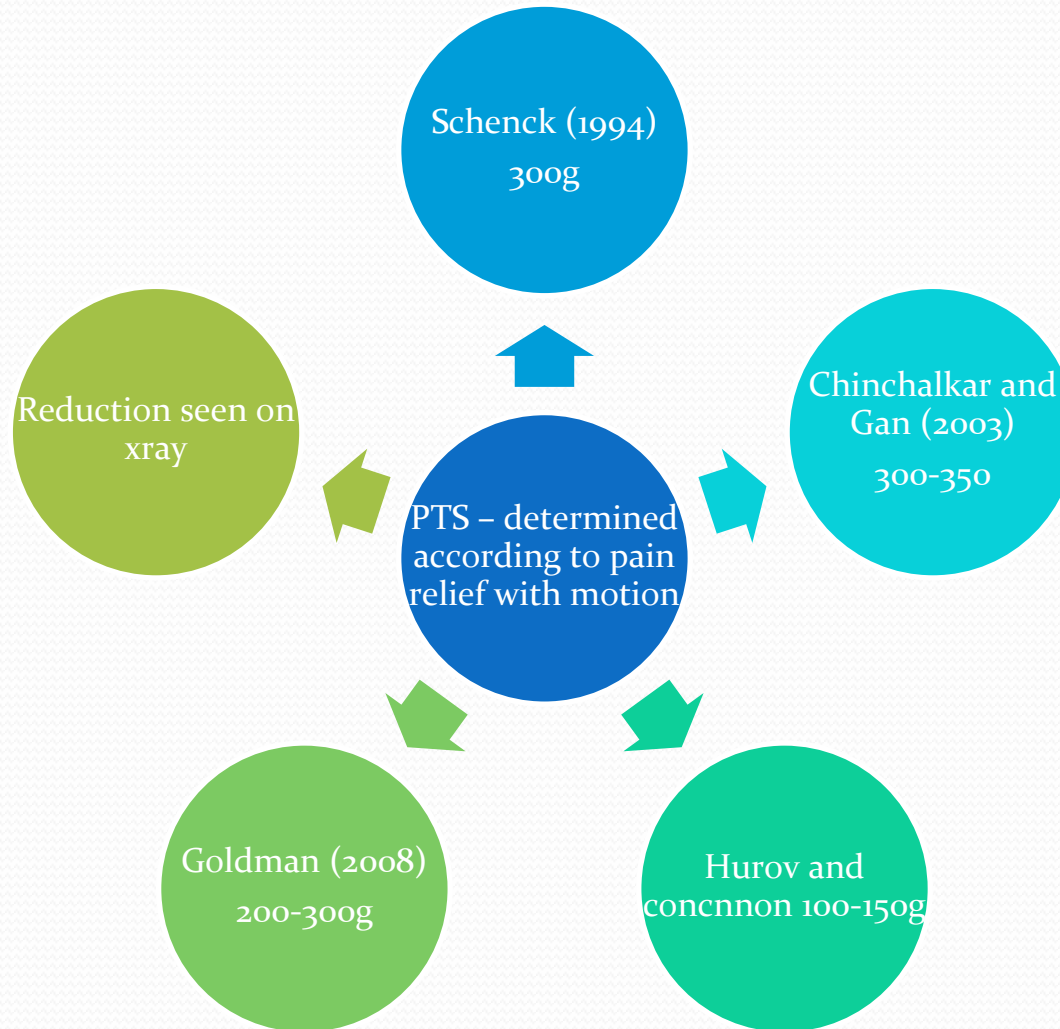 Schenck (1994)
300g
Chinchalkar and
Gan (2003)
300-350
Hurov and
concnnon 100-150g
Goldman (2008)
200-300g
Reduction seen on
xray
PTS – determined
according to pain
relief with motion